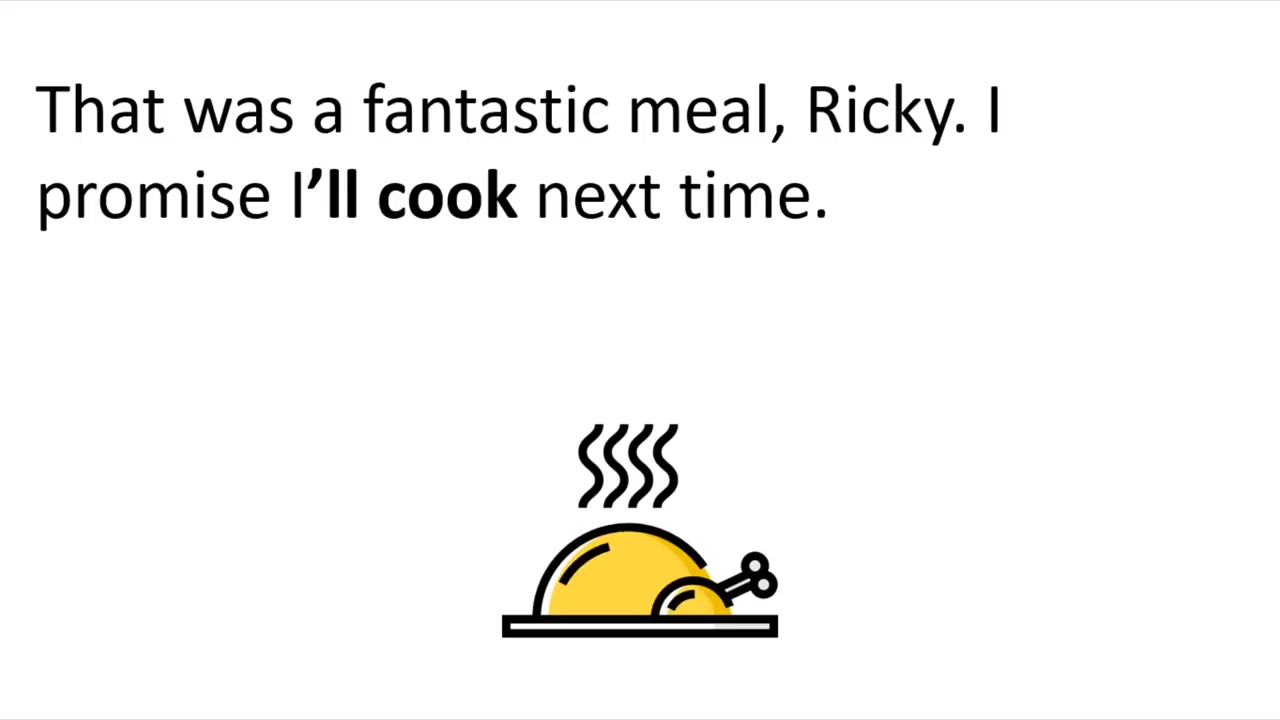 That was a fantastic meal, Ricky. I
promise I’ll cook next time.